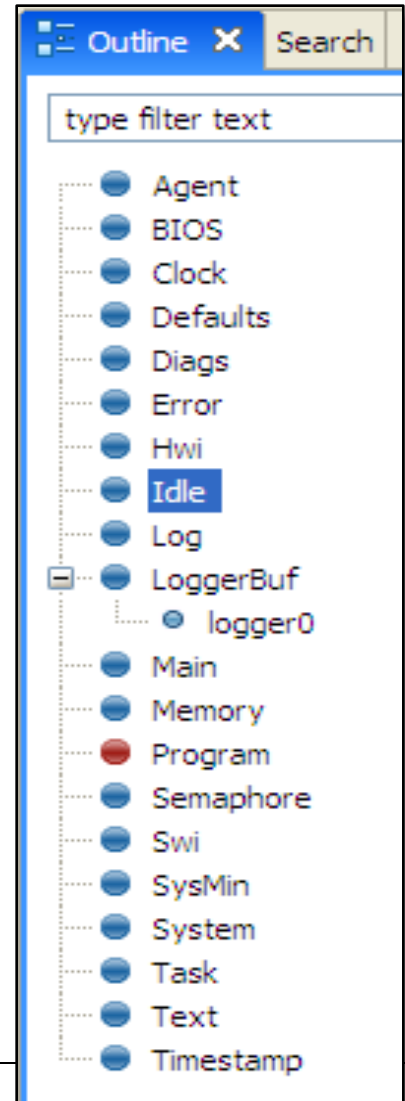 Outline Search
type filter text
Agent
BIOS
Clock
Defaults
Diags
Error
Hwi
Idle
Log
LoggerBuf
logger0
Main
Memory
Program
Semaphore
Swi
SysMin
System
Task
Text
Timestamp